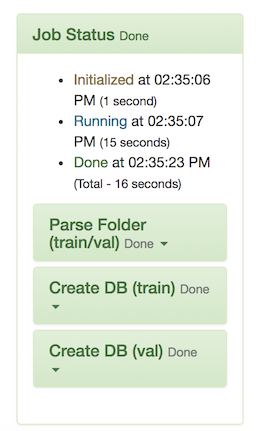 Job Status Done
Initialized at 02:35:06
PM (1 second)
Running at 02:35:07
PM (15 seconds)
Done at 02:35:23 PM
(Total - 16 seconds)
Parse Folder
(train/val) Done
Create DB (train) Done
Create DB (val) Done